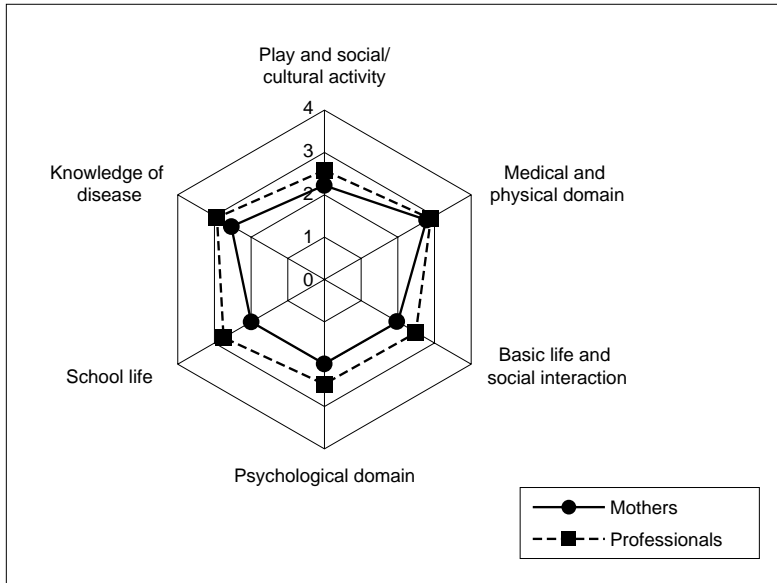 Play and social/
cultural activity
4
3
2
1
0
Knowledge of
disease
Medical and
physical domain
School life
Basic life and
social interaction
Psychological domain
Mothers
Professionals